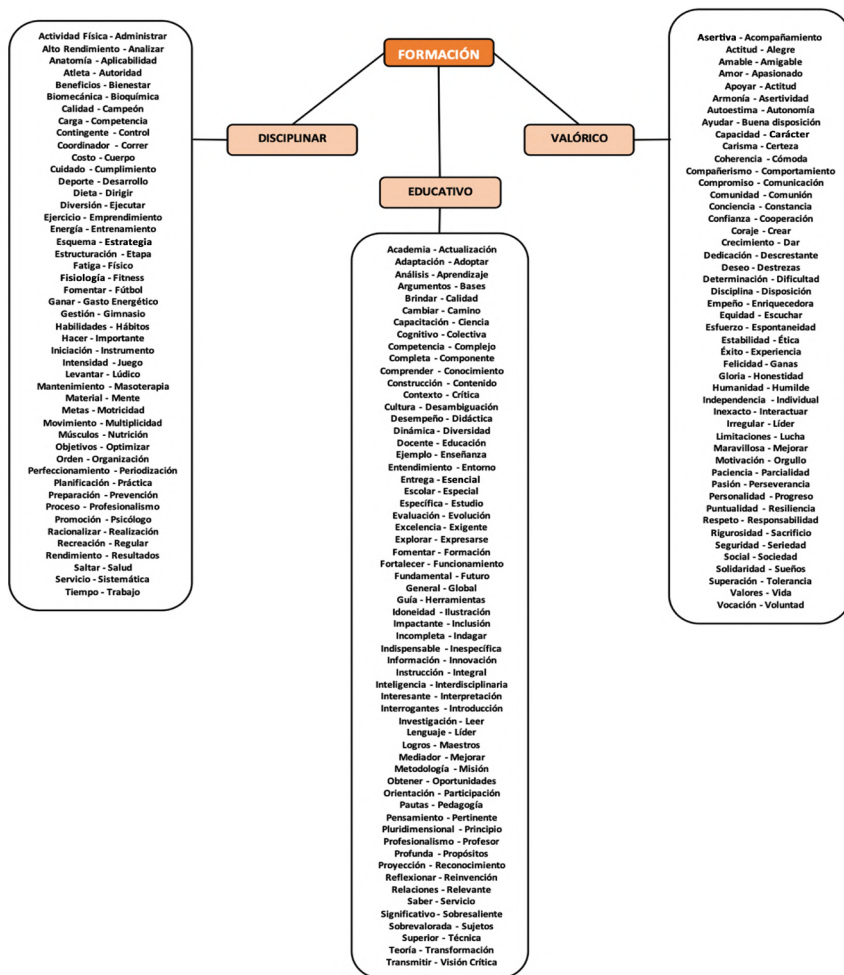 FORMACIÓN
DISCIPLINAR
VALÓRICO
EDUCATIVO
Actividad Física - Administrar
Alto Rendimiento - Analizar
Anatomía - Aplicabilidad
Atleta - Autoridad
Beneficios - Bienestar
Biomecánica - Bioquímica
Calidad - Campeón
Carga - Competencia
Contingente - Control
Coordinador - Correr
Costo - Cuerpo
Cuidado - Cumplimiento
Deporte - Desarrollo
Dieta - Dirigir
Diversión - Ejecutar
Ejercicio - Emprendimiento
Energía - Entrenamiento
Esquema - Estrategia
Estructuración - Etapa
Fatiga - Físico
Fisiología - Fitness
Fomentar - Fútbol
Ganar - Gasto Energético
Gestión - Gimnasio
Habilidades - Hábitos
Hacer - Importante
Iniciación - Instrumento
Intensidad - Juego
Levantar - Lúdico
Mantenimiento - Masoterapia
Material - Mente
Metas - Motricidad
Movimiento - Multiplicidad
Músculos - Nutrición
Objetivos - Optimizar
Orden - Organización
Perfeccionamiento - Periodización
Planificación - Práctica
Preparación - Prevención
Proceso - Profesionalismo
Promoción - Psicólogo
Racionalizar - Realización
Recreación - Regular
Rendimiento - Resultados
Saltar - Salud
Servicio - Sistemática
Tiempo - Trabajo
Academia - Actualización
Adaptación - Adoptar
Análisis - Aprendizaje
Argumentos - Bases
Brindar - Calidad
Cambiar - Camino
Capacitación - Ciencia
Cognitivo - Colectiva
Competencia - Complejo
Completa - Componente
Comprender - Conocimiento
Construcción - Contenido
Contexto - Crítica
Cultura - Desambiguación
Desempeño - Didáctica
Dinámica - Diversidad
Docente - Educación
Ejemplo - Enseñanza
Entendimiento - Entorno
Entrega - Esencial
Escolar - Especial
Específica - Estudio
Evaluación - Evolución
Excelencia - Exigente
Explorar - Expresarse
Fomentar - Formación
Fortalecer - Funcionamiento
Fundamental - Futuro
General - Global
Guía - Herramientas
Idoneidad - Ilustración
Impactante - Inclusión
Incompleta - Indagar
Indispensable - Inespecífica
Información - Innovación
Instrucción - Integral
Inteligencia - Interdisciplinaria
Interesante - Interpretación
Interrogantes - Introducción
Investigación - Leer
Lenguaje - Líder
Logros - Maestros
Mediador - Mejorar
Metodología - Misión
Obtener - Oportunidades
Orientación - Participación
Pautas - Pedagogía
Pensamiento - Pertinente
Pluridimensional - Principio
Profesionalismo - Profesor
Profunda - Propósitos
Proyección - Reconocimiento
Reflexionar - Reinvención
Relaciones - Relevante
Saber - Servicio
Significativo - Sobresaliente
Sobrevalorada - Sujetos
Superior - Técnica
Teoría - Transformación
Transmitir - Visión Crítica
Asertiva - Acompañamiento
Actitud - Alegre
Amable - Amigable
Amor - Apasionado
Apoyar - Actitud
Armonía - Asertividad
Autoestima - Autonomía
Ayudar - Buena disposición
Capacidad - Carácter
Carisma - Certeza
Coherencia - Cómoda
Compañerismo - Comportamiento
Compromiso - Comunicación
Comunidad - Comunión
Conciencia - Constancia
Confianza - Cooperación
Coraje - Crear
Crecimiento - Dar
Dedicación - Descrestante
Deseo - Destrezas
Determinación - Dificultad
Disciplina - Disposición
Empeño - Enriquecedora
Equidad - Escuchar
Esfuerzo - Espontaneidad
Estabilidad - Ética
Éxito - Experiencia
Felicidad - Ganas
Gloria - Honestidad
Humanidad - Humilde
Independencia - Individual
Inexacto - Interactuar
Irregular - Líder
Limitaciones - Lucha
Maravillosa - Mejorar
Motivación - Orgullo
Paciencia - Parcialidad
Pasión - Perseverancia
Personalidad - Progreso
Puntualidad - Resiliencia
Respeto - Responsabilidad
Rigurosidad - Sacrificio
Seguridad - Seriedad
Social - Sociedad
Solidaridad - Sueños
Superación - Tolerancia
Valores - Vida
Vocación - Voluntad